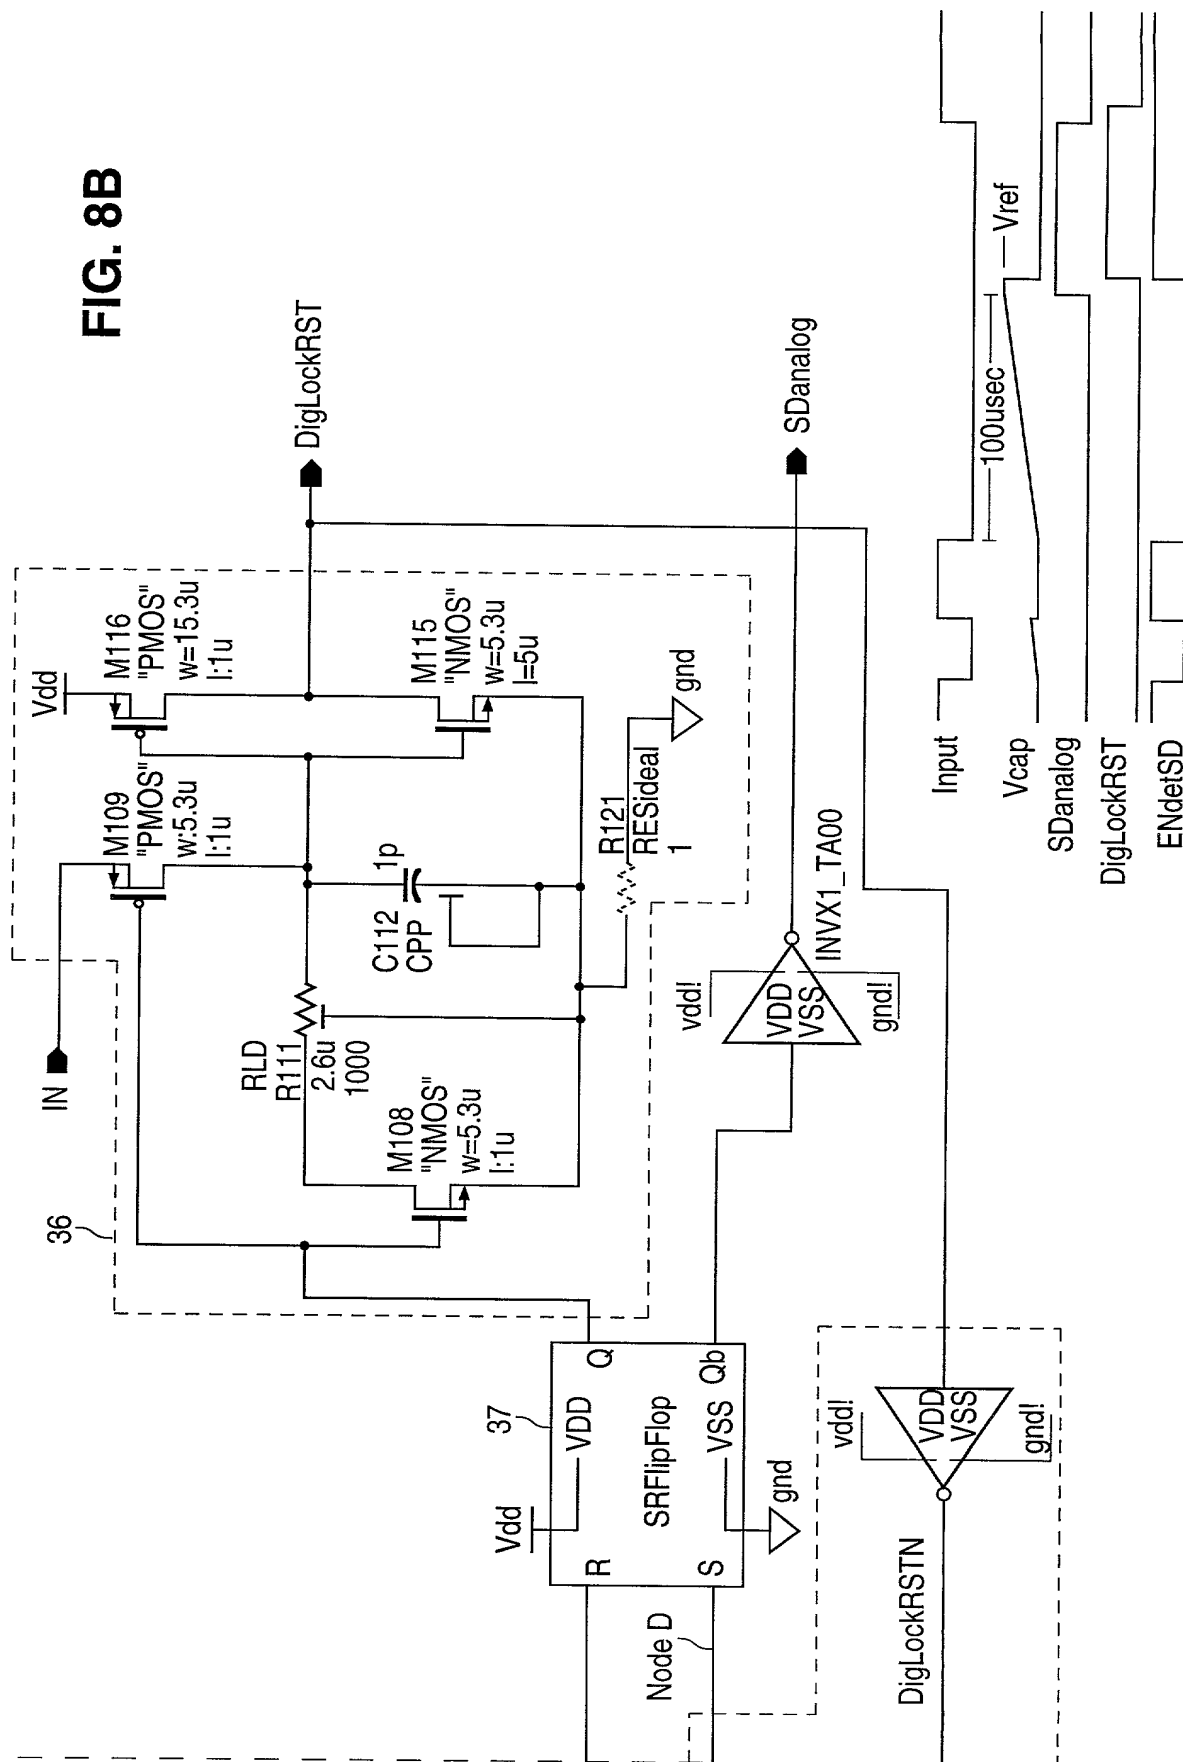 FIG. 8B
IN
Vdd
M109
"PMOS"
w:5.3u
l:1u
M116
"PMOS"
w=15.3u
l:1u
36
RLD
R111
2.6u
1000
C112
CPP
1p
M108
"NMOS"
w=5.3u
l:1u
M115
"NMOS"
w=5.3u
l=5u
R121
RESideal
1
gnd
DigLockRST
37
Vdd
VDD
R
Q
SRFlipFlop
S
VSS
Qb
gnd
Node D
vdd!
VDD
VSS
gnd!
INVX1_TA00
SDanalog
DigLockRSTN
vdd!
VDD
VSS
gnd!
Input
Vcap
100usec
Vref
SDanalog
DigLockRST
ENdetSD